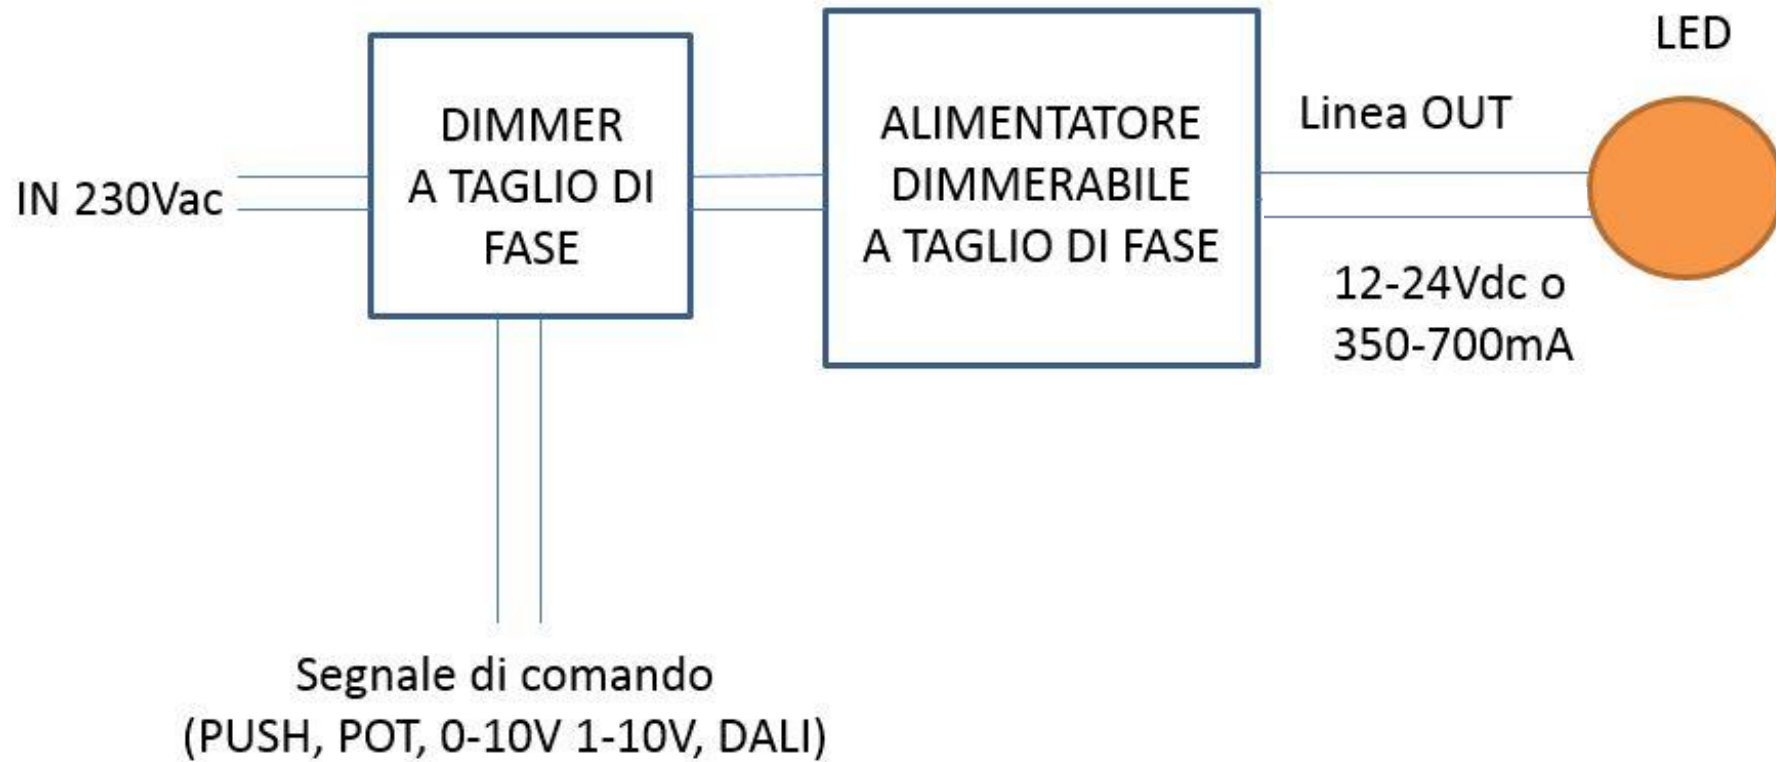 LED
DIMMER
A TAGLIO DI
FASE
ALIMENTATORE
DIMMERABILE
A TAGLIO DI FASE
Linea OUT
IN 230Vac
12-24Vdc o
350-700mA
Segnale di comando
(PUSH, POT, 0-10V 1-10V, DALI)